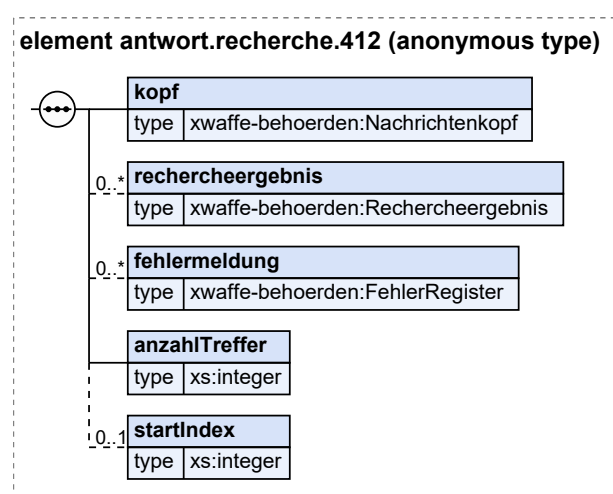 element antwort.recherche.412 (anonymous type)
kopf
type xwaffe-behoerden:Nachrichtenkopf
0..* rechercheergebnis
type xwaffe-behoerden:Rechercheergebnis
0..* fehlermeldung
type xwaffe-behoerden:FehlerRegister
anzahlTreffer
type xs:integer
0..1 startIndex
type xs:integer